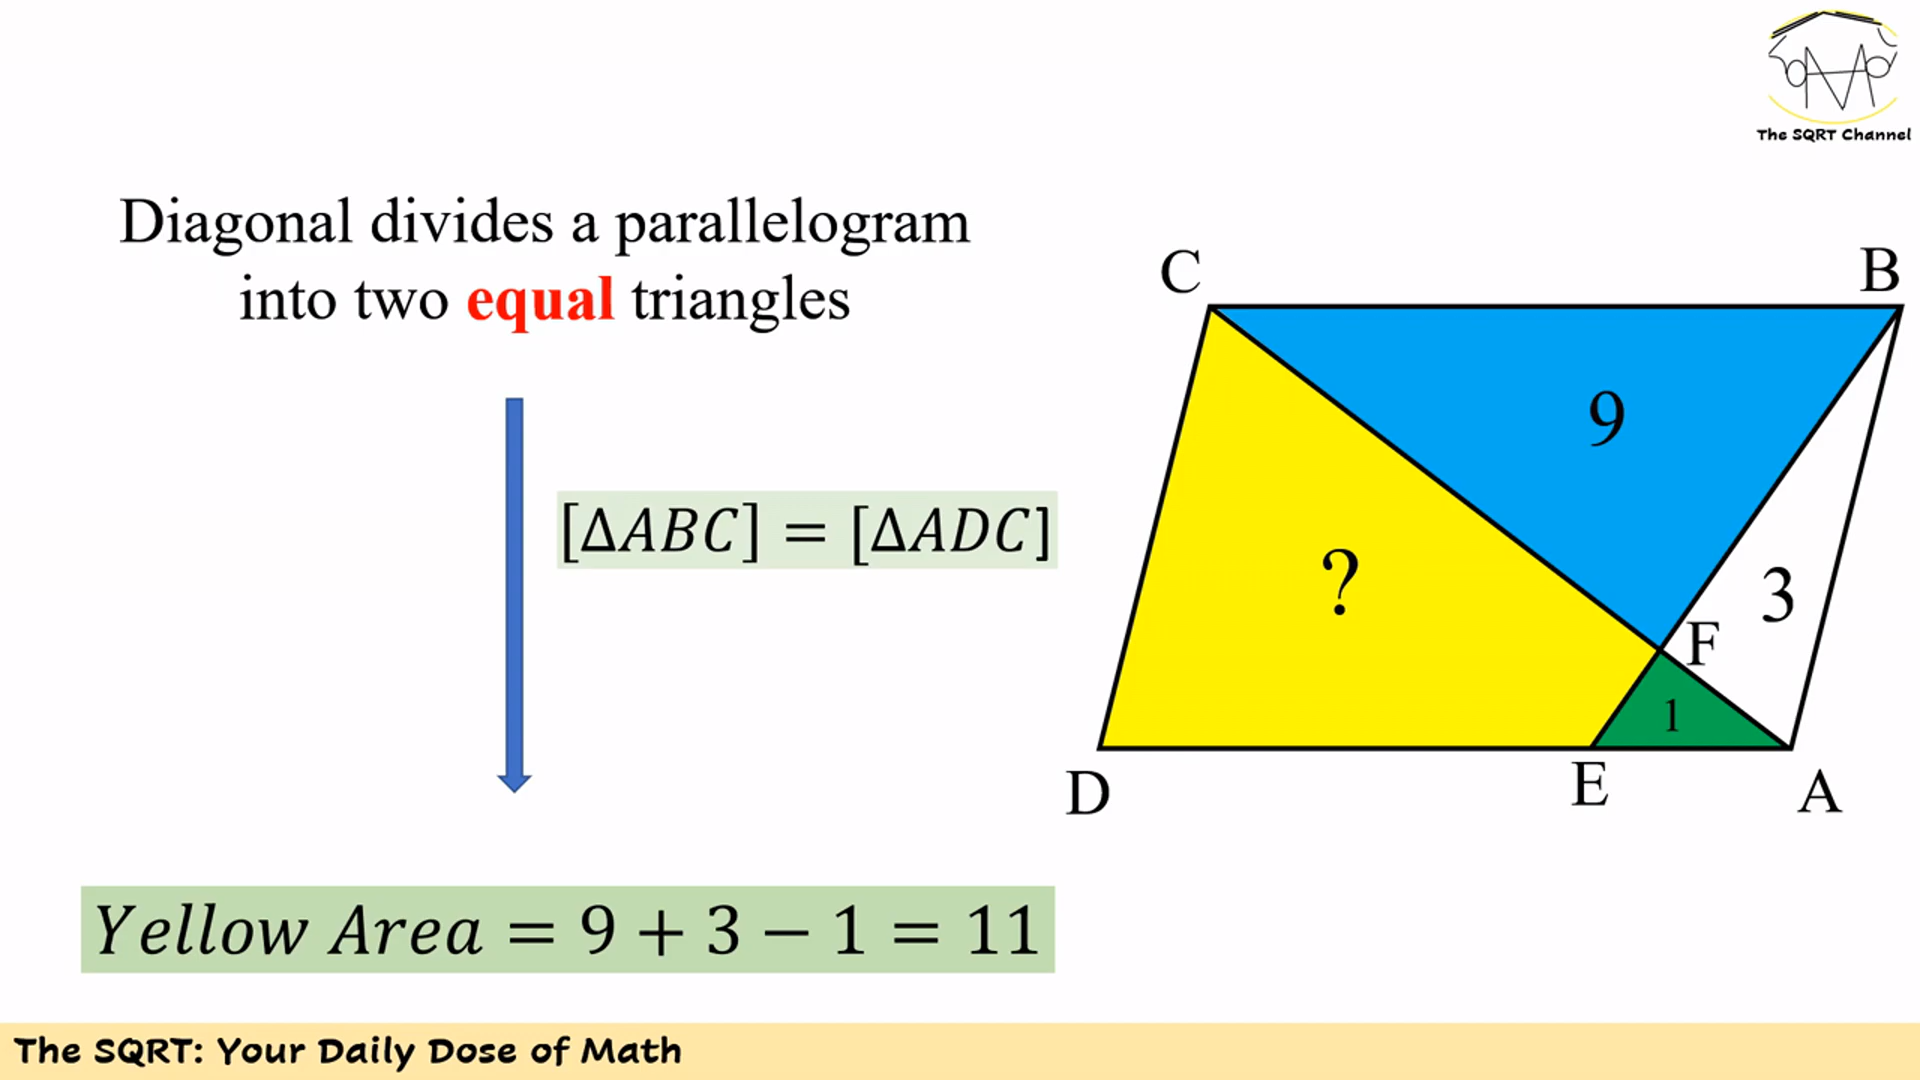 The SQRT Channel
Diagonal divides a parallelogram
into two equal triangles
C
B
9
[ΔABC] = [ΔADC]
?
3
F
1
D
E
A
Yellow Area = 9 + 3 − 1 = 11
The SQRT: Your Daily Dose of Math